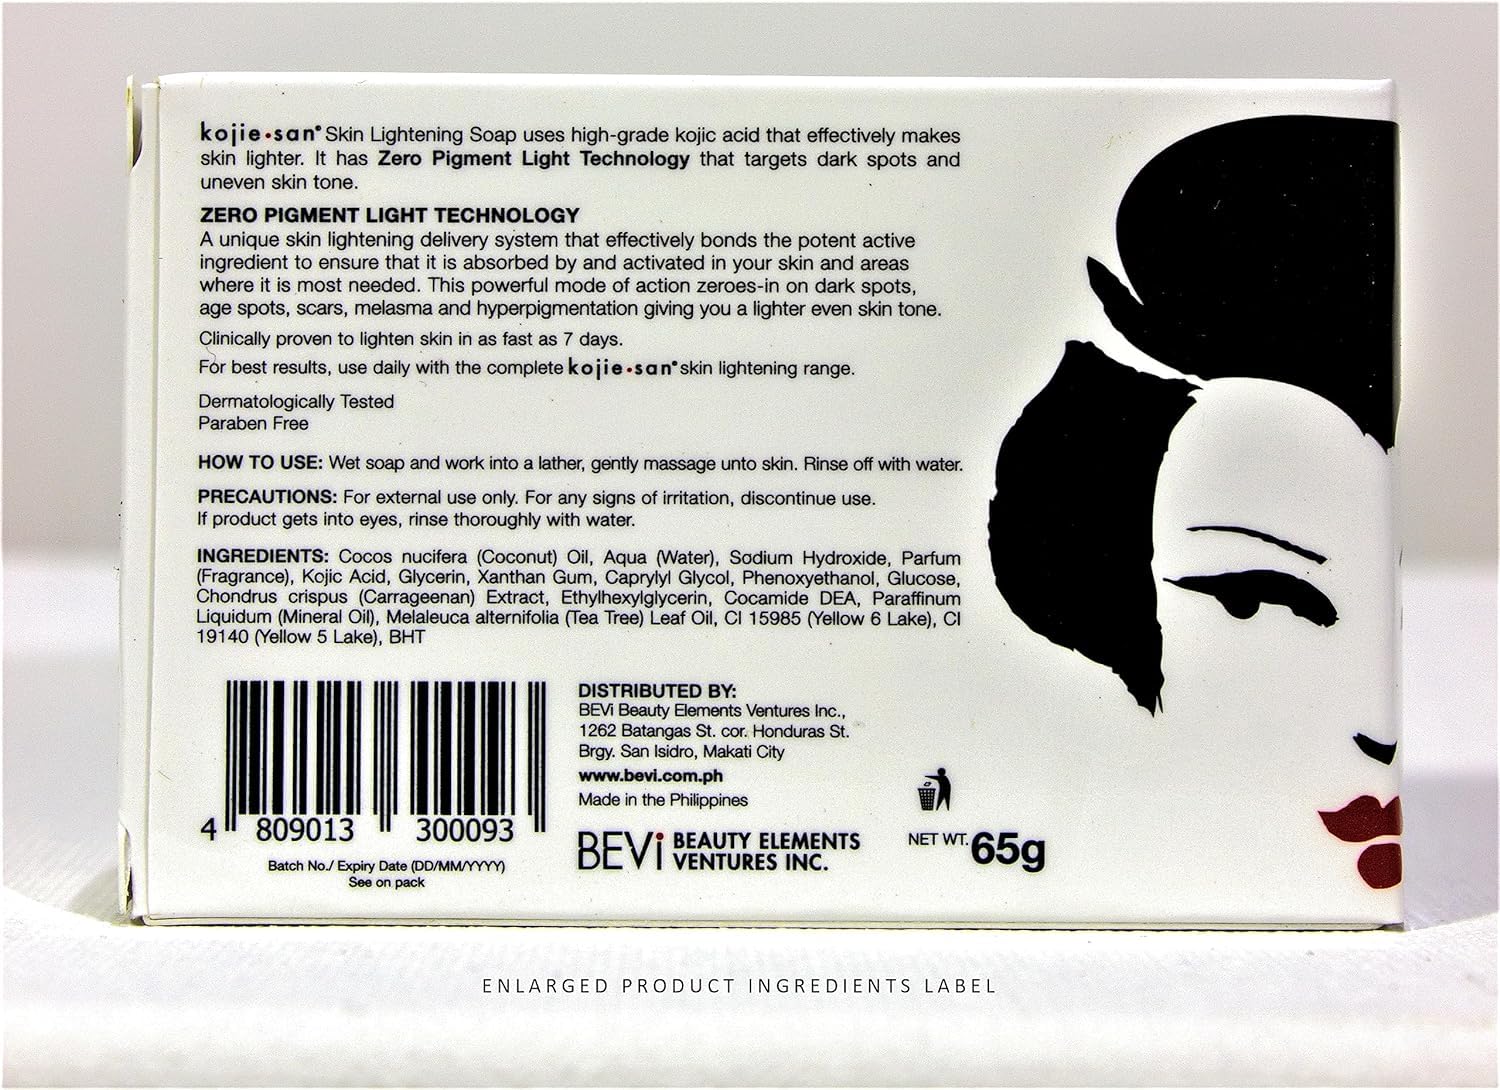 kojie•san® Skin Lightening Soap uses high-grade kojic acid that effectively makes
skin lighter. It has Zero Pigment Light Technology that targets dark spots and
uneven skin tone.
ZERO PIGMENT LIGHT TECHNOLOGY
A unique skin lightening delivery system that effectively bonds the potent active
ingredient to ensure that it is absorbed by and activated in your skin and areas
where it is most needed. This powerful mode of action zeroes-in on dark spots,
age spots, scars, melasma and hyperpigmentation giving you a lighter even skin tone.
Clinically proven to lighten skin in as fast as 7 days.
For best results, use daily with the complete kojie•san® skin lightening range.
Dermatologically Tested
Paraben Free
HOW TO USE: Wet soap and work into a lather, gently massage unto skin. Rinse off with water.
PRECAUTIONS: For external use only. For any signs of irritation, discontinue use.
If product gets into eyes, rinse thoroughly with water.
INGREDIENTS: Cocos nucifera (Coconut) Oil, Aqua (Water), Sodium Hydroxide, Parfum
(Fragrance), Kojic Acid, Glycerin, Xanthan Gum, Caprylyl Glycol, Phenoxyethanol, Glucose,
Chondrus crispus (Carrageenan) Extract, Ethylhexylglycerin, Cocamide DEA, Paraffinum
Liquidum (Mineral Oil), Melaleuca alternifolia (Tea Tree) Leaf Oil, CI 15985 (Yellow 6 Lake), CI
19140 (Yellow 5 Lake), BHT
4 809013 300093
Batch No./ Expiry Date (DD/MM/YYYY)
See on pack
DISTRIBUTED BY:
BEVi Beauty Elements Ventures Inc.,
1262 Batangas St. cor. Honduras St.
Brgy. San Isidro, Makati City
www.bevi.com.ph
Made in the Philippines
BEVi BEAUTY ELEMENTS
VENTURES INC.
NET WT. 65g
ENLARGED PRODUCT INGREDIENTS LABEL